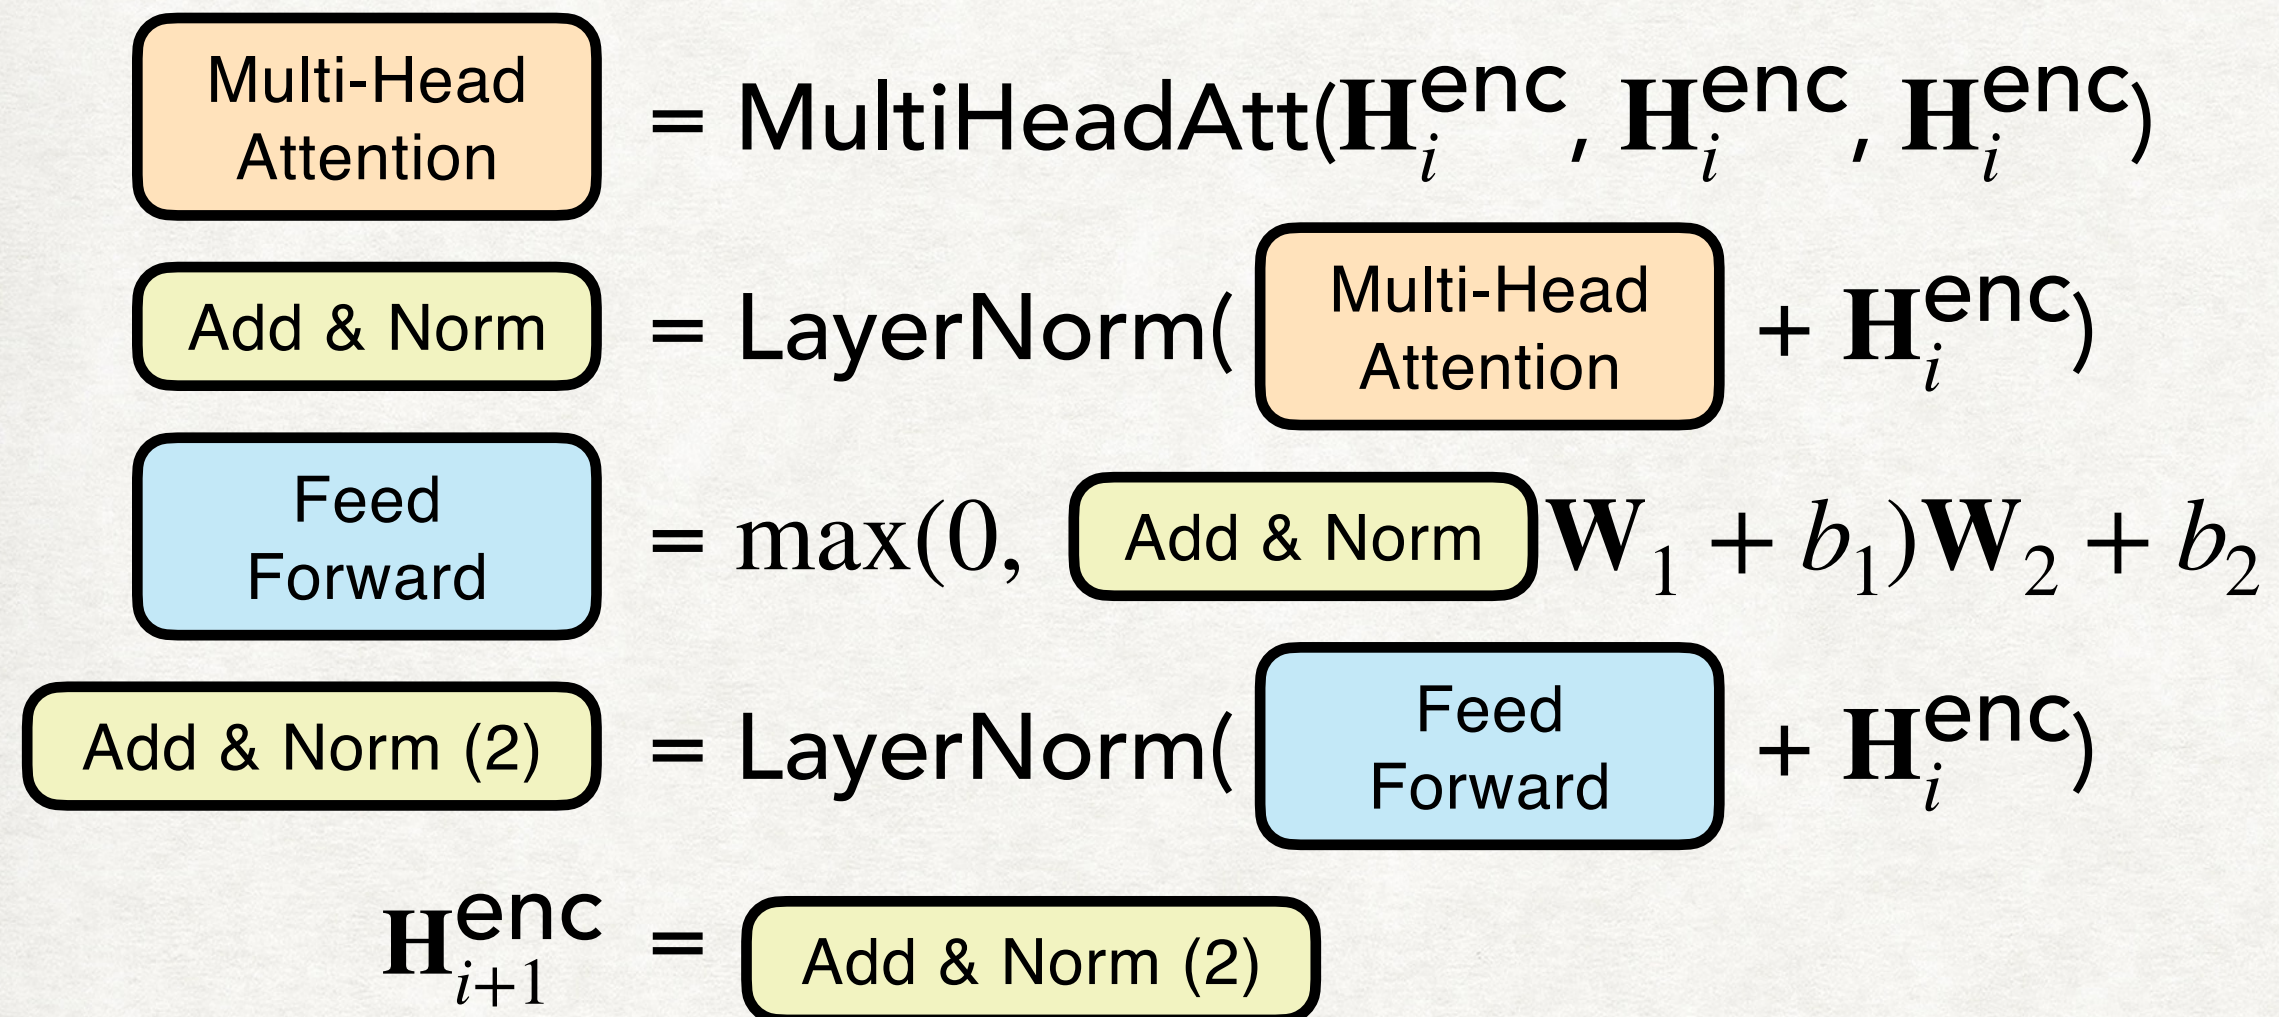 Multi-Head Attention = MultiHeadAtt(H_i^enc, H_i^enc, H_i^enc)
Add & Norm = LayerNorm( Multi-Head Attention + H_i^enc)
Feed Forward = max(0, Add & Norm W_1 + b_1)W_2 + b_2
Add & Norm (2) = LayerNorm( Feed Forward + H_i^enc)
H_{i+1}^enc = Add & Norm (2)